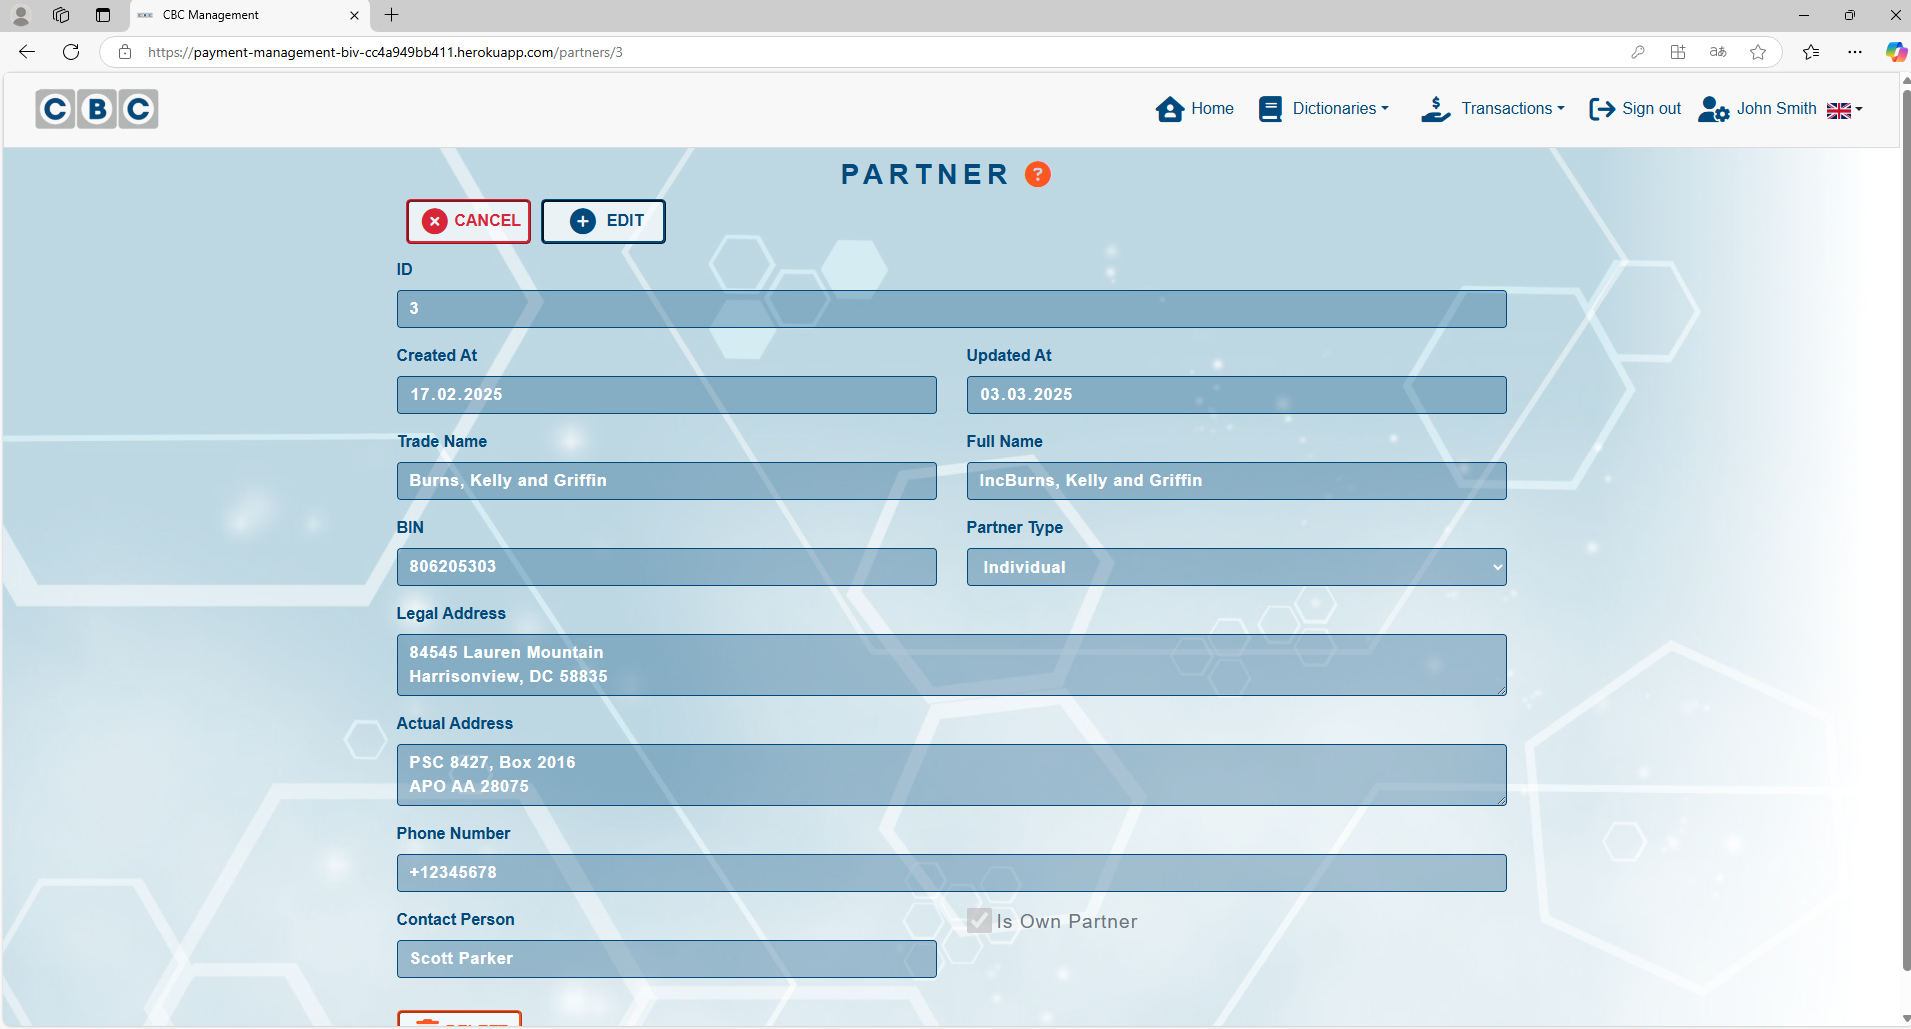 CBC Management
https://payment-management-biv-cc4a949bb411.herokuapp.com/partners/3
CBC
Home
Dictionaries
Transactions
Sign out
John Smith
PARTNER ?
CANCEL
EDIT
ID
3
Created At
Updated At
17.02.2025
03.03.2025
Trade Name
Full Name
Burns, Kelly and Griffin
IncBurns, Kelly and Griffin
BIN
Partner Type
806205303
Individual
Legal Address
84545 Lauren Mountain
Harrisonview, DC 58835
Actual Address
PSC 8427, Box 2016
APO AA 28075
Phone Number
+12345678
Contact Person
Is Own Partner
Scott Parker